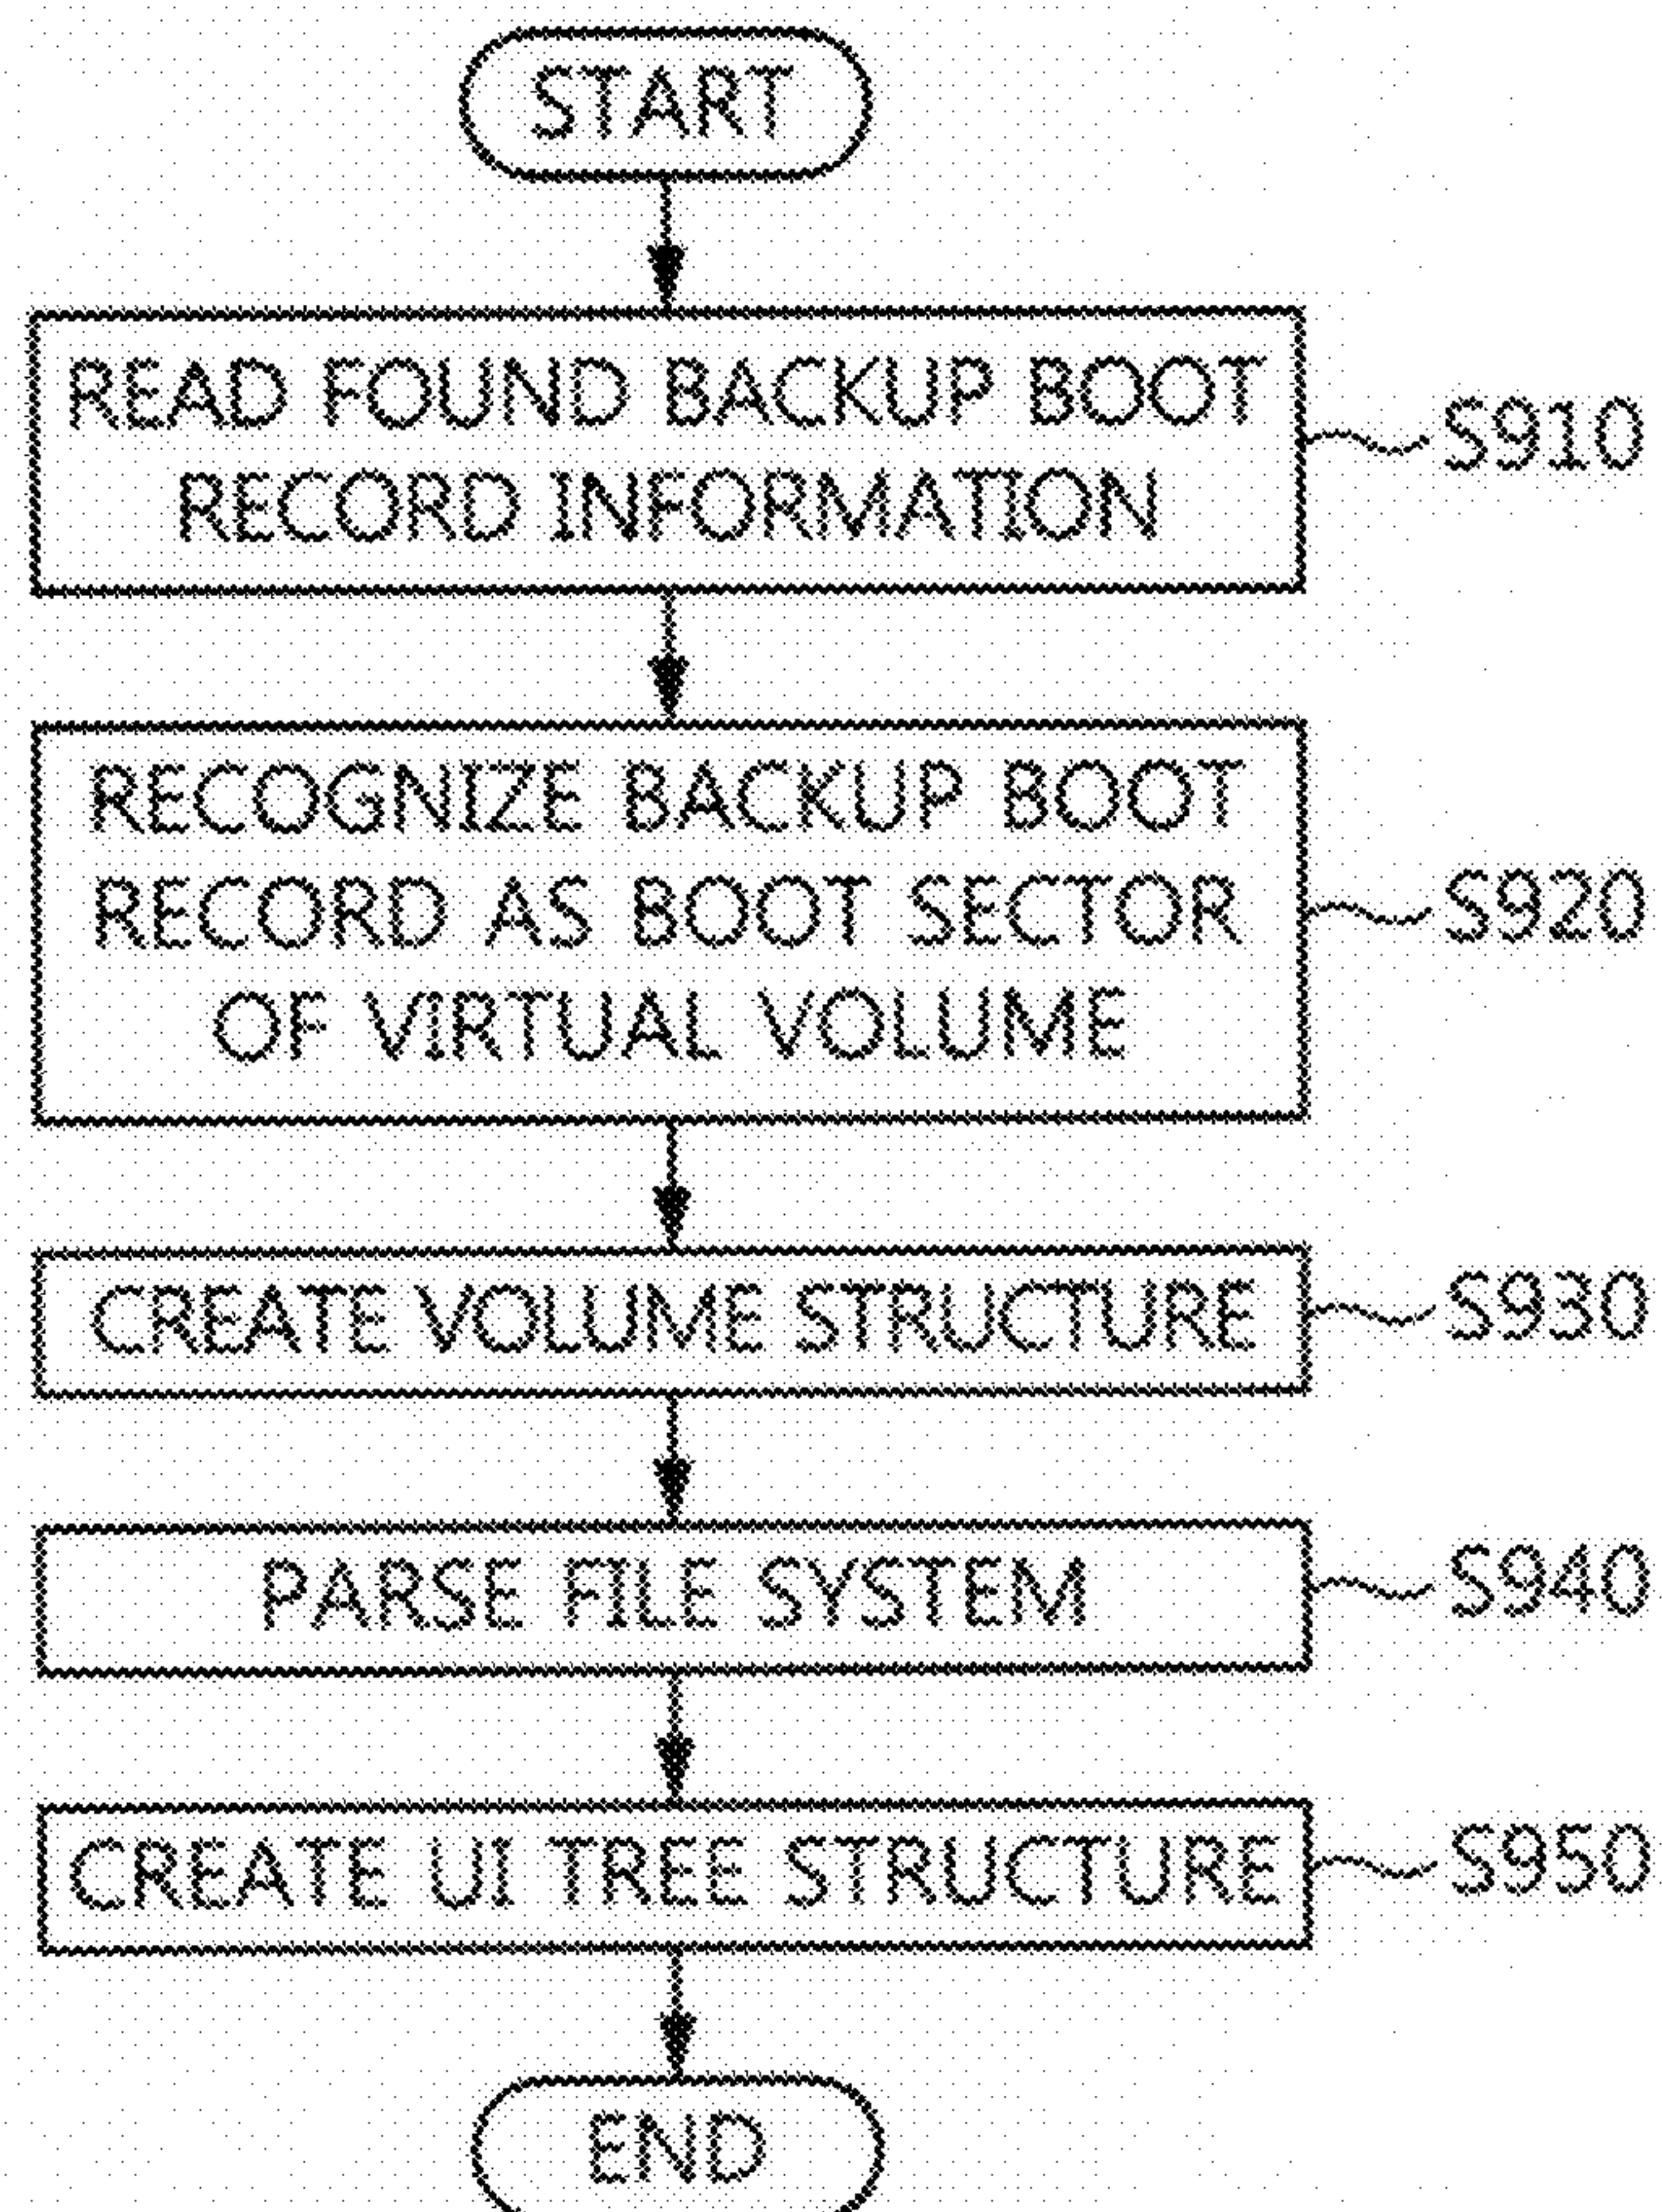 START
READ FOUND BACKUP BOOT
RECORD INFORMATION
S910
RECOGNIZE BACKUP BOOT
RECORD AS BOOT SECTOR
OF VIRTUAL VOLUME
S920
CREATE VOLUME STRUCTURE
S930
PARSE FILE SYSTEM
S940
CREATE UI TREE STRUCTURE
S950
END